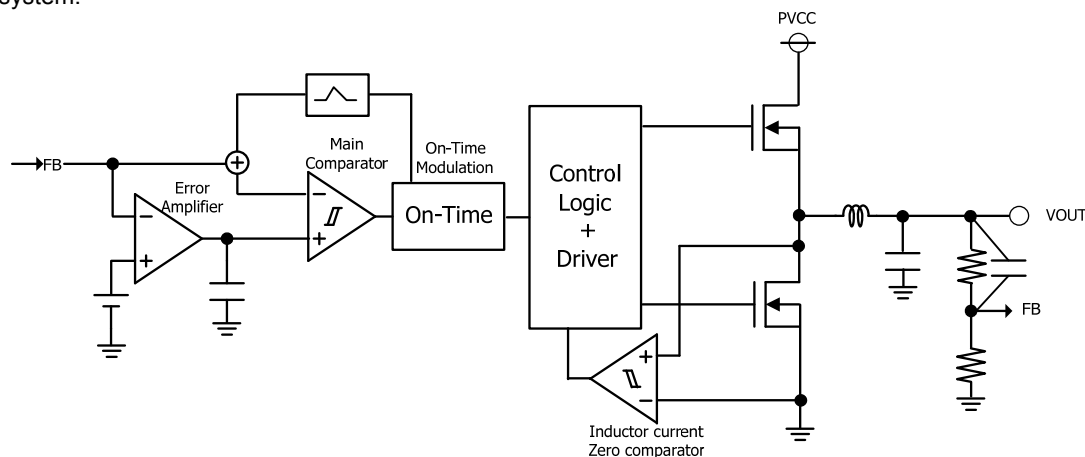 system.
PVCC
Main
Comparator
On-Time
Modulation
FB
+
Error
Amplifier
−
+
−
+
On-Time
Control
Logic
+
Driver
VOUT
FB
+
−
Inductor current
Zero comparator